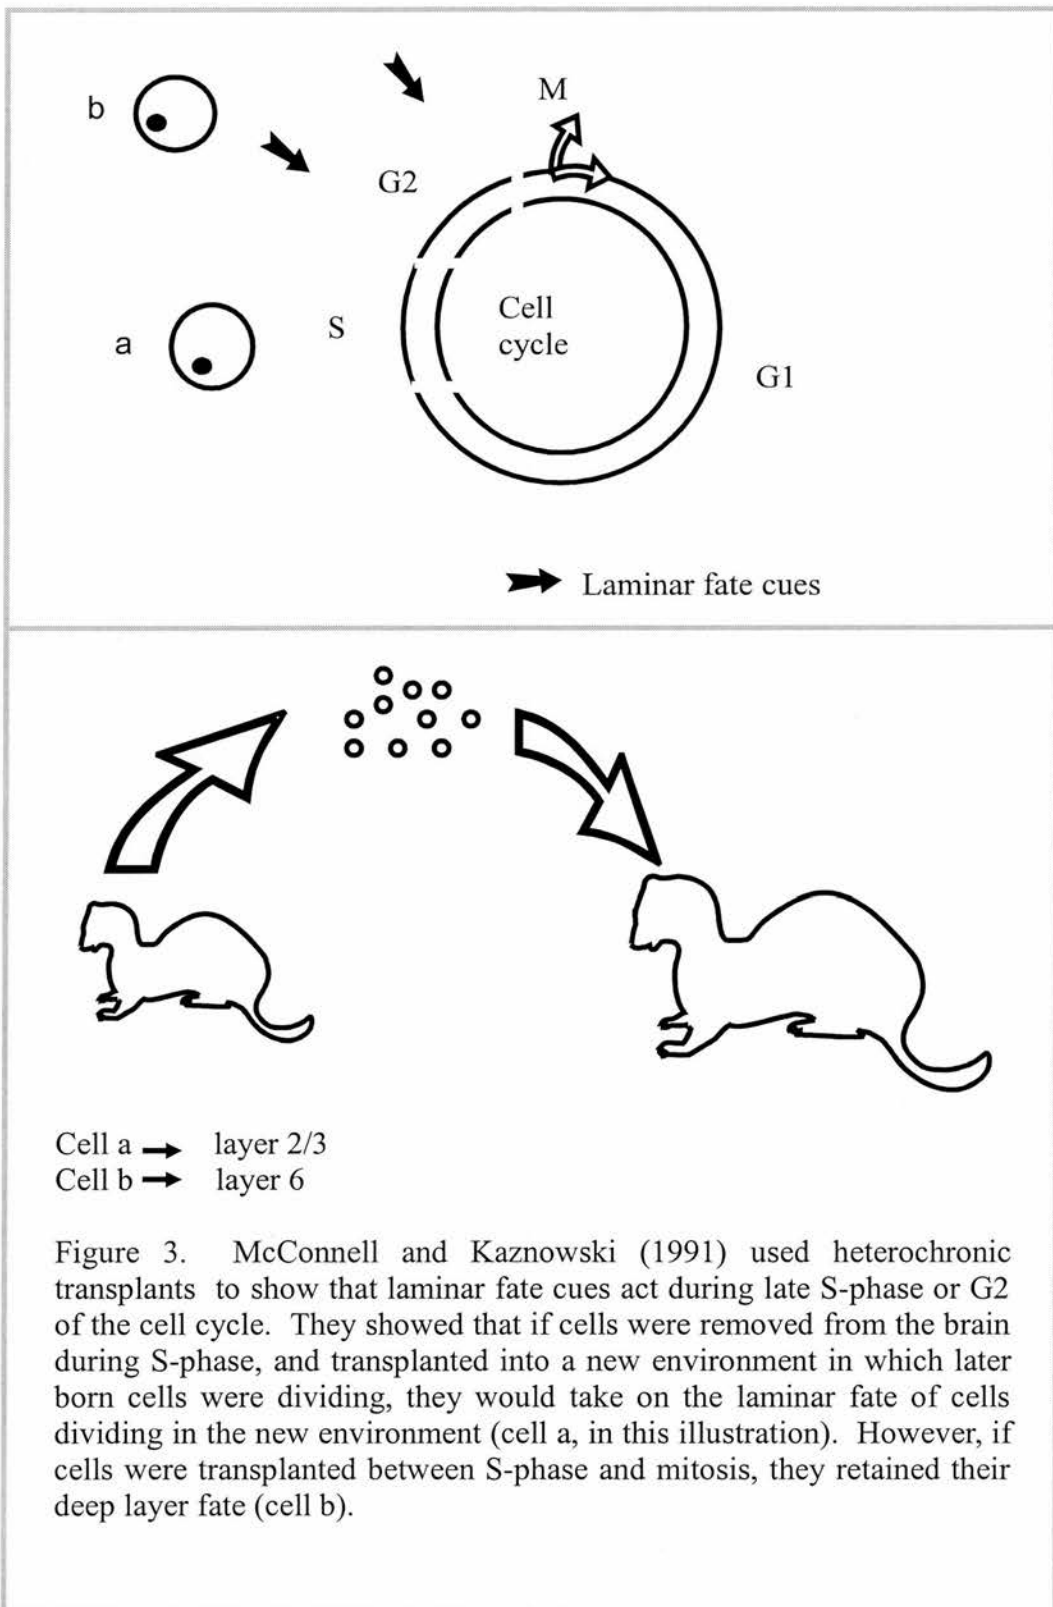 M
b
G2
Cell
cycle
S
a
G1
Laminar fate cues
Cell a → layer 2/3
Cell b → layer 6
Figure 3. McConnell and Kaznowski (1991) used heterochronic
transplants to show that laminar fate cues act during late S-phase or G2
of the cell cycle. They showed that if cells were removed from the brain
during S-phase, and transplanted into a new environment in which later
born cells were dividing, they would take on the laminar fate of cells
dividing in the new environment (cell a, in this illustration). However, if
cells were transplanted between S-phase and mitosis, they retained their
deep layer fate (cell b).